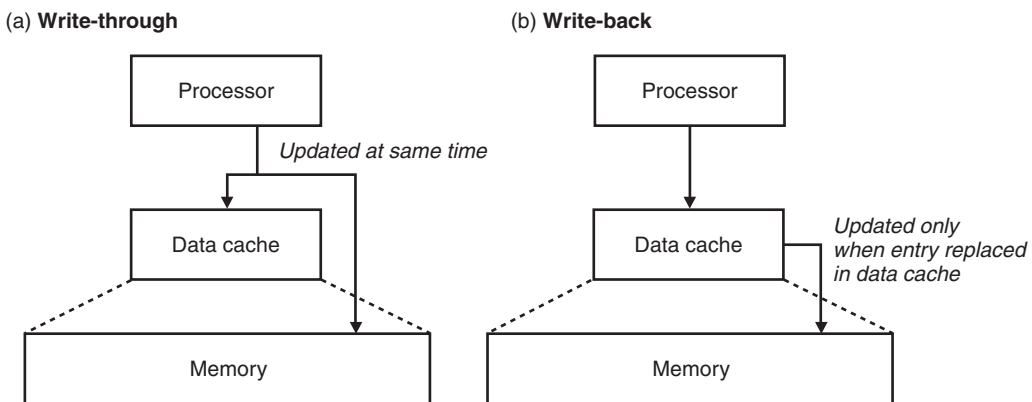 (a) Write-through
Processor
Updated at same time
Data cache
Memory
(b) Write-back
Processor
Data cache
Updated only
when entry replaced
in data cache
Memory